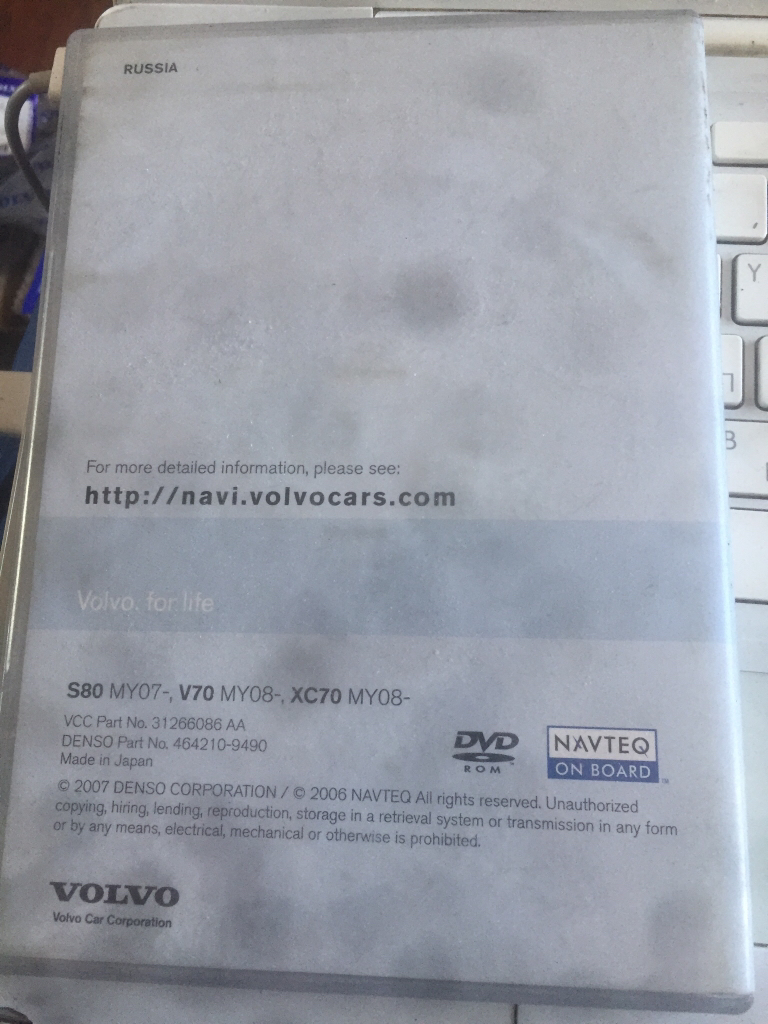 RUSSIA
For more detailed information, please see:
http://navi.volvocars.com
Volvo. for life
S80 MY07-, V70 MY08-, XC70 MY08-
VCC Part No. 31266086 AA
DENSO Part No. 464210-9490
Made in Japan
DVD
ROM
NAVTEQ
ON BOARD
™
© 2007 DENSO CORPORATION / © 2006 NAVTEQ All rights reserved. Unauthorized
copying, hiring, lending, reproduction, storage in a retrieval system or transmission in any form
or by any means, electrical, mechanical or otherwise is prohibited.
VOLVO
Volvo Car Corporation
Y
B